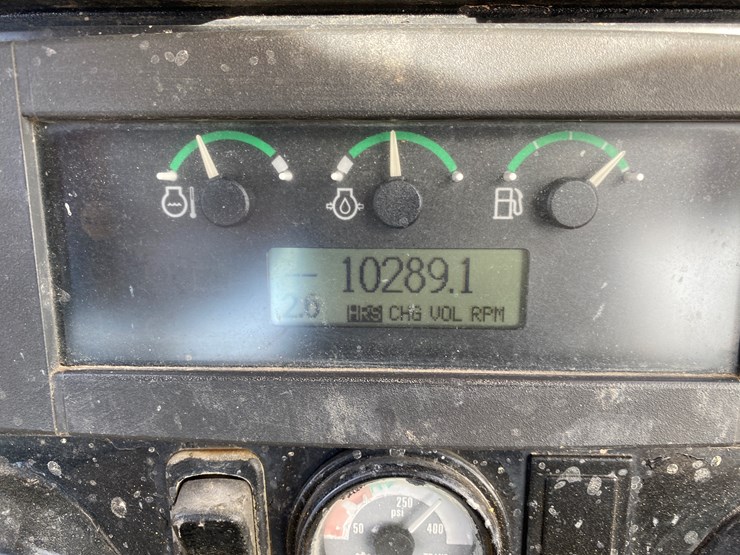 10289.1
2.6 HRS CHG VOL RPM
250
psi
50 400